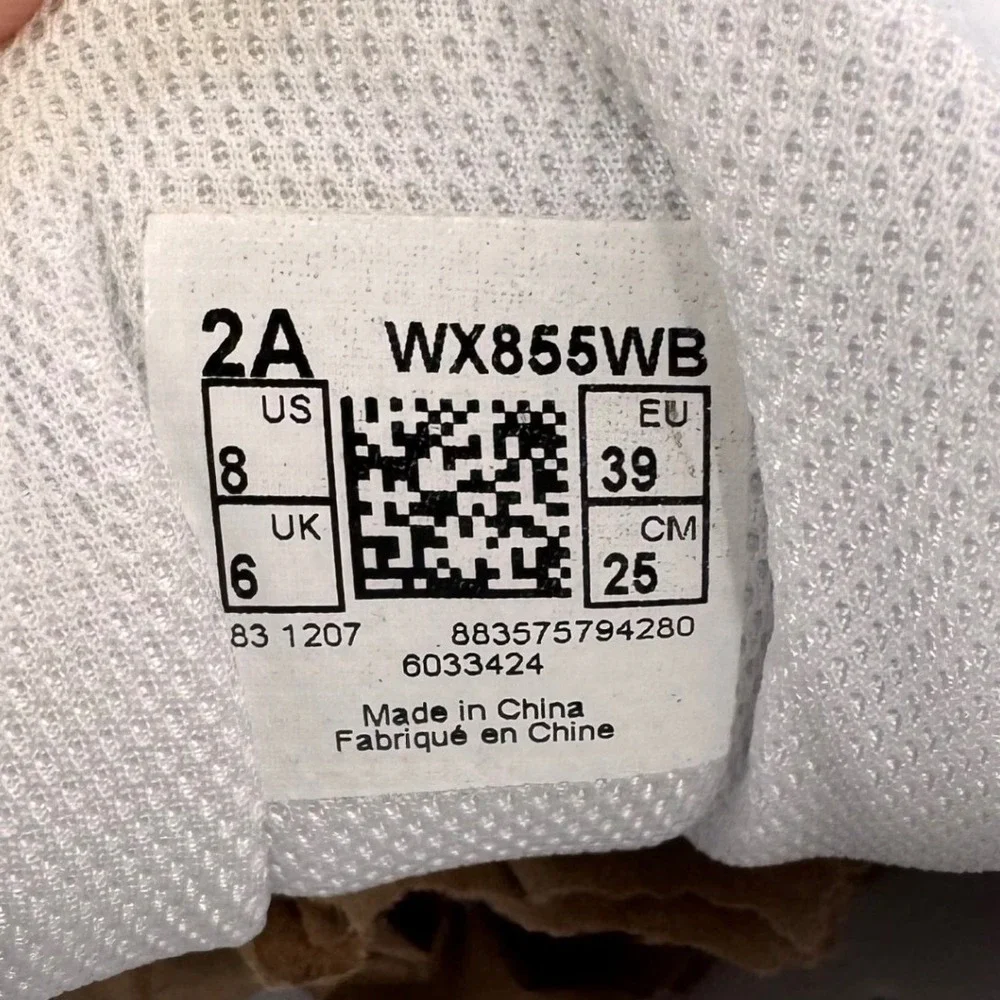 2A WX855WB
US EU
8 39
UK CM
6 25
83 1207 883575794280
6033424
Made in China
Fabriqué en Chine